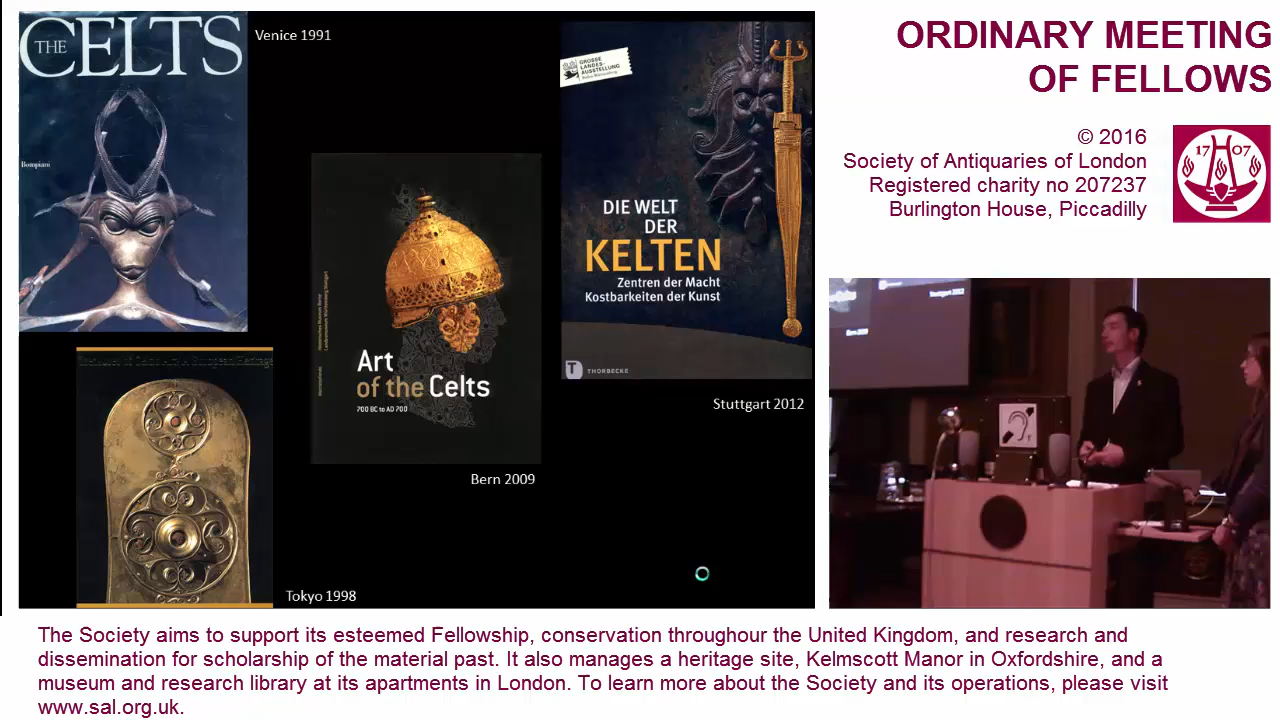 THE CELTS
Bompiani
Venice 1991
GROSSE
LANDES-
AUSSTELLUNG
DIE WELT
DER
KELTEN
Zentren der Macht
Kostbarkeiten der Kunst
THORBECKE
Stuttgart 2012
Art
of the Celts
700 BC to AD 700
Bern 2009
Tokyo 1998
ORDINARY MEETING
OF FELLOWS
© 2016
Society of Antiquaries of London
Registered charity no 207237
Burlington House, Piccadilly
17 07
Stuttgart 2012
Bern 2009
The Society aims to support its esteemed Fellowship, conservation throughour the United Kingdom, and research and
dissemination for scholarship of the material past. It also manages a heritage site, Kelmscott Manor in Oxfordshire, and a
museum and research library at its apartments in London. To learn more about the Society and its operations, please visit
www.sal.org.uk.